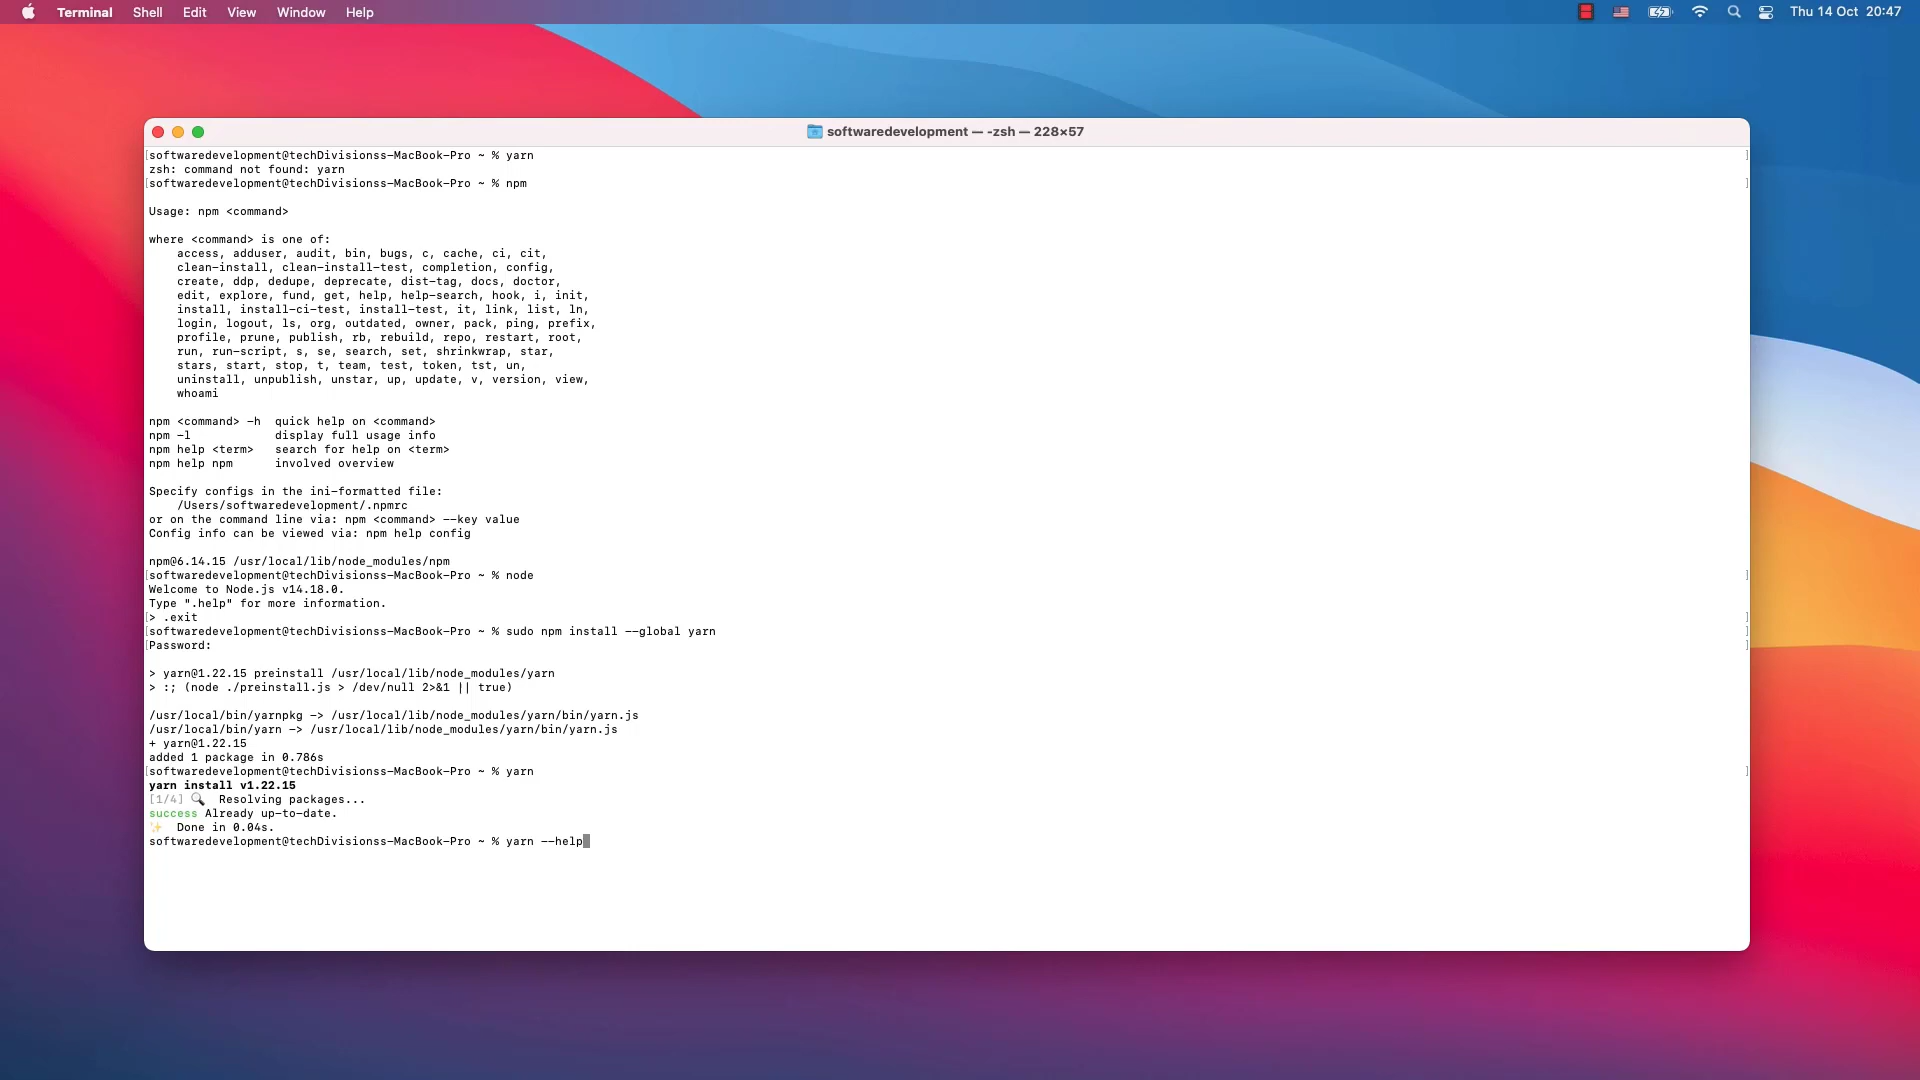 Terminal Shell Edit View Window Help Thu 14 Oct 20:47
softwaredevelopment — -zsh — 228×57
[softwaredevelopment@techDivisionss-MacBook-Pro ~ % yarn ]
zsh: command not found: yarn
[softwaredevelopment@techDivisionss-MacBook-Pro ~ % npm ]
Usage: npm <command>
where <command> is one of:
access, adduser, audit, bin, bugs, c, cache, ci, cit,
clean-install, clean-install-test, completion, config,
create, ddp, dedupe, deprecate, dist-tag, docs, doctor,
edit, explore, fund, get, help, help-search, hook, i, init,
install, install-ci-test, install-test, it, link, list, ln,
login, logout, ls, org, outdated, owner, pack, ping, prefix,
profile, prune, publish, rb, rebuild, repo, restart, root,
run, run-script, s, se, search, set, shrinkwrap, star,
stars, start, stop, t, team, test, token, tst, un,
uninstall, unpublish, unstar, up, update, v, version, view,
whoami
npm <command> -h  quick help on <command>
npm -l            display full usage info
npm help <term>   search for help on <term>
npm help npm      involved overview
Specify configs in the ini-formatted file:
/Users/softwaredevelopment/.npmrc
or on the command line via: npm <command> --key value
Config info can be viewed via: npm help config
npm@6.14.15 /usr/local/lib/node_modules/npm
[softwaredevelopment@techDivisionss-MacBook-Pro ~ % node ]
Welcome to Node.js v14.18.0.
Type ".help" for more information.
[> .exit ]
[softwaredevelopment@techDivisionss-MacBook-Pro ~ % sudo npm install --global yarn ]
[Password: ]
> yarn@1.22.15 preinstall /usr/local/lib/node_modules/yarn
> :; (node ./preinstall.js > /dev/null 2>&1 || true)
/usr/local/bin/yarnpkg -> /usr/local/lib/node_modules/yarn/bin/yarn.js
/usr/local/bin/yarn -> /usr/local/lib/node_modules/yarn/bin/yarn.js
+ yarn@1.22.15
added 1 package in 0.786s
[softwaredevelopment@techDivisionss-MacBook-Pro ~ % yarn ]
yarn install v1.22.15
[1/4] 🔍 Resolving packages...
success Already up-to-date.
✨ Done in 0.04s.
softwaredevelopment@techDivisionss-MacBook-Pro ~ % yarn --help